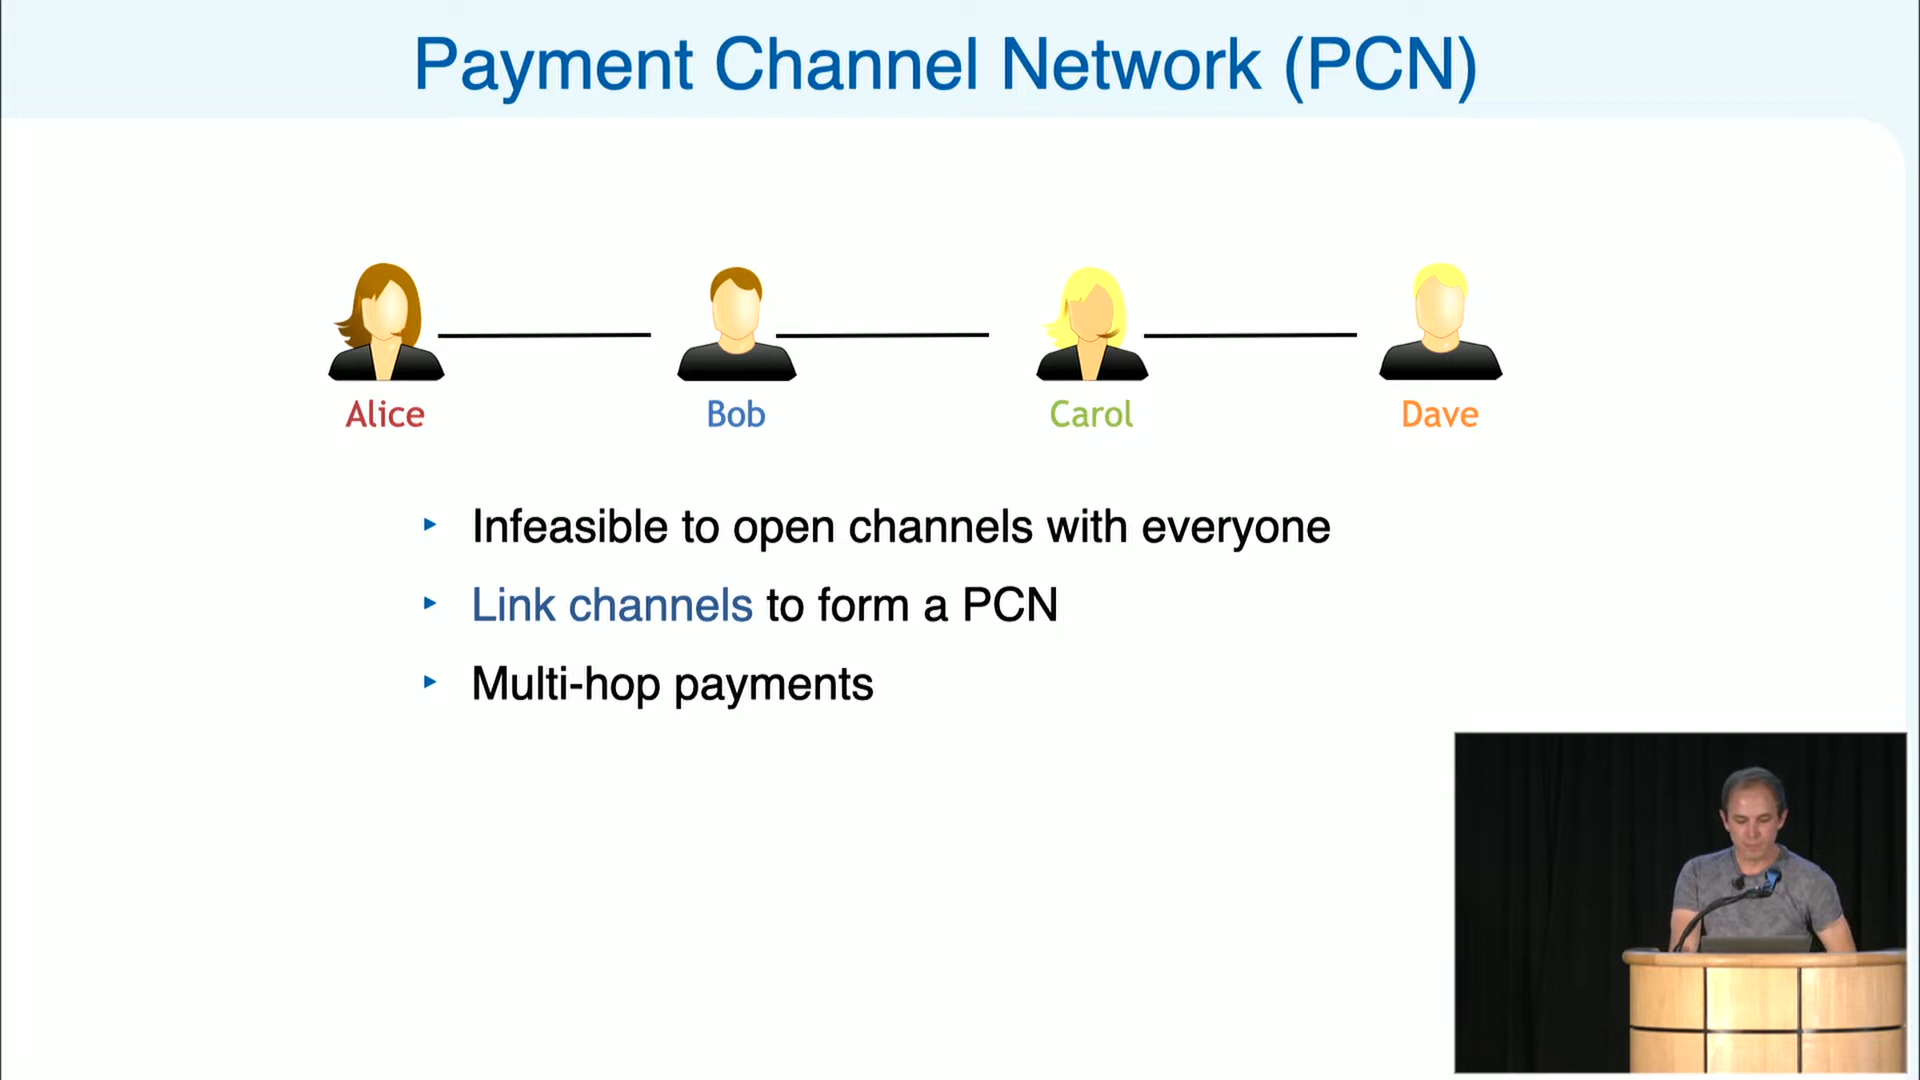 Payment Channel Network (PCN)
Alice
Bob
Carol
Dave
Infeasible to open channels with everyone
Link channels to form a PCN
Multi-hop payments